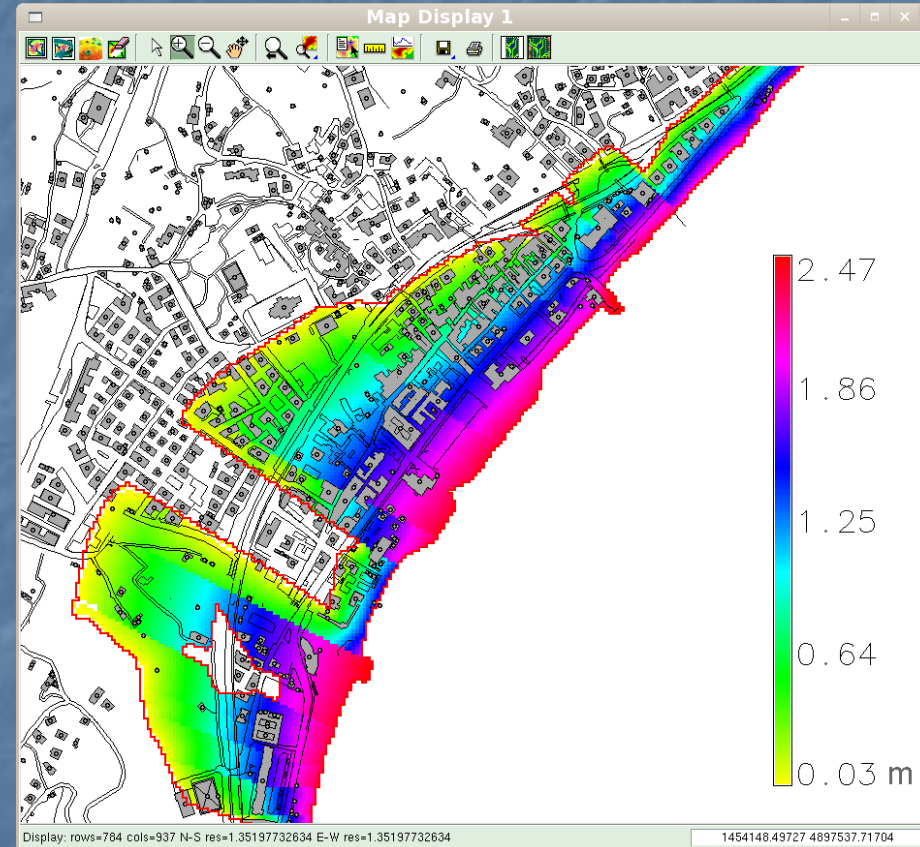 Map Display 1
2.47
1.86
1.25
0.64
0.03 m
Display: rows=784 cols=937 N-S res=1.35197732634 E-W res=1.35197732634
1454148.49727 4897537.71704